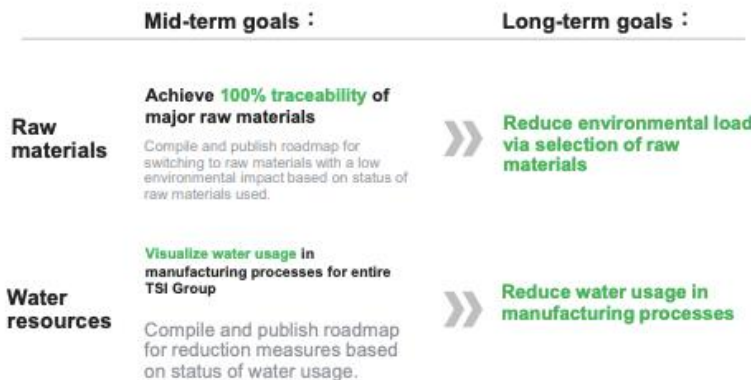 Mid-term goals：
Long-term goals：
Raw
materials
Achieve 100% traceability of
major raw materials
Compile and publish roadmap for
switching to raw materials with a low
environmental impact based on status of
raw materials used.
Reduce environmental load
via selection of raw
materials
Water
resources
Visualize water usage in
manufacturing processes for entire
TSI Group
Compile and publish roadmap
for reduction measures based
on status of water usage.
Reduce water usage in
manufacturing processes